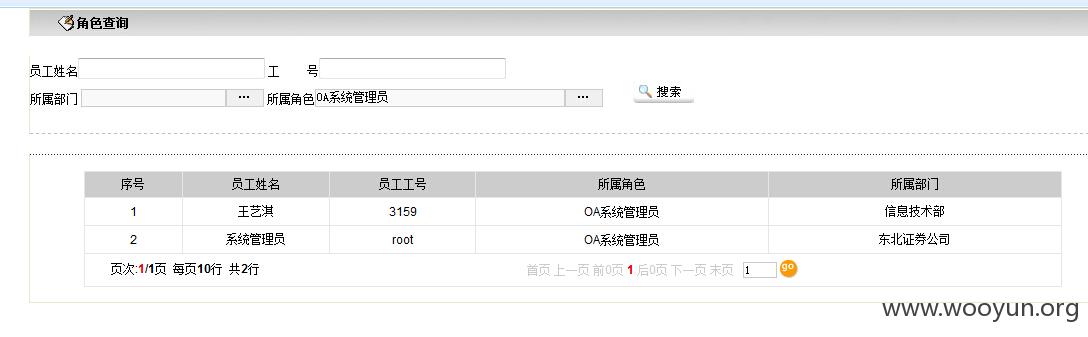 角色查询
员工姓名 工 号
所属部门 ... 所属角色 OA系统管理员 ... 搜索
序号 员工姓名 员工工号 所属角色 所属部门
1 王艺淇 3159 OA系统管理员 信息技术部
2 系统管理员 root OA系统管理员 东北证券公司
页次:1/1页 每页10行 共2行 首页 上一页 前0页 1 后0页 下一页 末页 1 go
www.wooyun.org